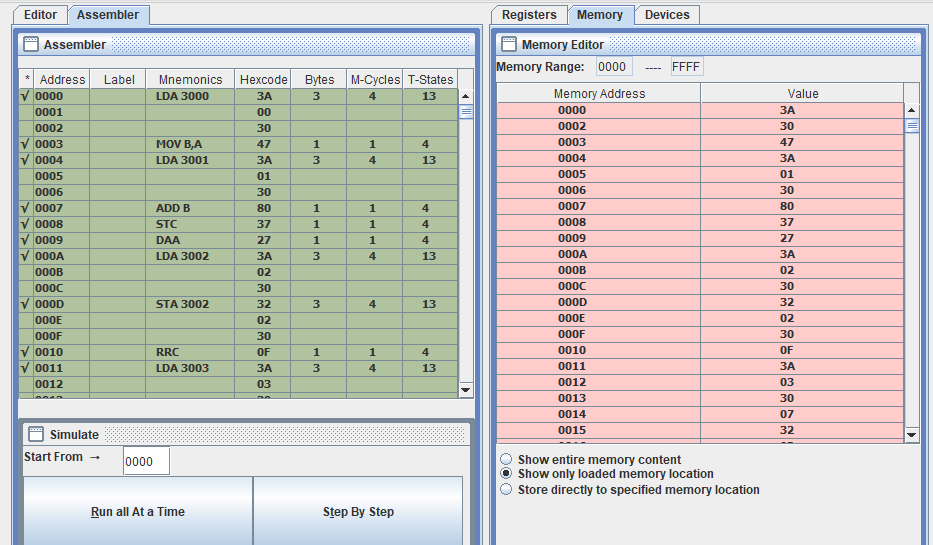 Editor Assembler
Assembler
* Address Label Mnemonics Hexcode Bytes M-Cycles T-States
√ 0000 LDA 3000 3A 3 4 13
0001 00
0002 30
√ 0003 MOV B,A 47 1 1 4
√ 0004 LDA 3001 3A 3 4 13
0005 01
0006 30
√ 0007 ADD B 80 1 1 4
√ 0008 STC 37 1 1 4
√ 0009 DAA 27 1 1 4
√ 000A LDA 3002 3A 3 4 13
000B 02
000C 30
√ 000D STA 3002 32 3 4 13
000E 02
000F 30
√ 0010 RRC 0F 1 1 4
√ 0011 LDA 3003 3A 3 4 13
0012 03
Simulate
Start From → 0000
Run all At a Time Step By Step
Registers Memory Devices
Memory Editor
Memory Range: 0000 ---- FFFF
Memory Address Value
0000 3A
0002 30
0003 47
0004 3A
0005 01
0006 30
0007 80
0008 37
0009 27
000A 3A
000B 02
000C 30
000D 32
000E 02
000F 30
0010 0F
0011 3A
0012 03
0013 30
0014 07
0015 32
Show entire memory content
Show only loaded memory location
Store directly to specified memory location